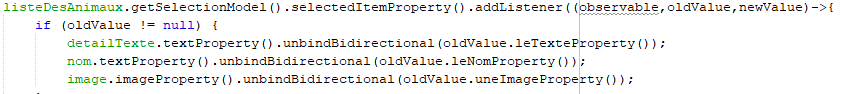 listeDesAnimaux.getSelectionModel().selectedItemProperty().addListener((observable,oldValue,newValue)->{
if (oldValue != null) {
detailTexte.textProperty().unbindBidirectional(oldValue.leTexteProperty());
nom.textProperty().unbindBidirectional(oldValue.leNomProperty());
image.imageProperty().unbindBidirectional(oldValue.uneImageProperty());